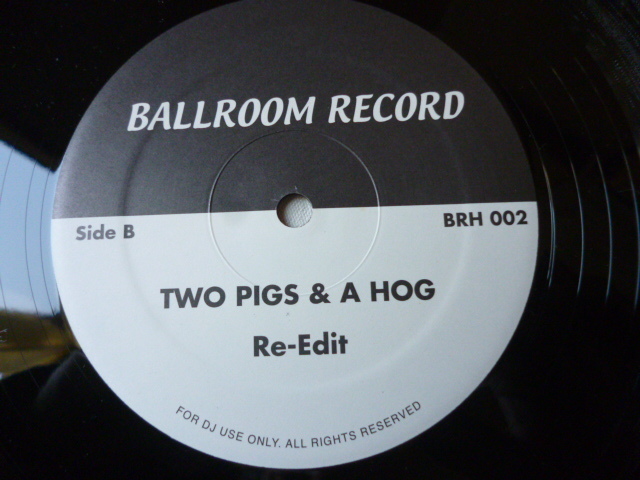 BALLROOM RECORD
Side B
BRH 002
TWO PIGS & A HOG
Re-Edit
FOR DJ USE ONLY. ALL RIGHTS RESERVED